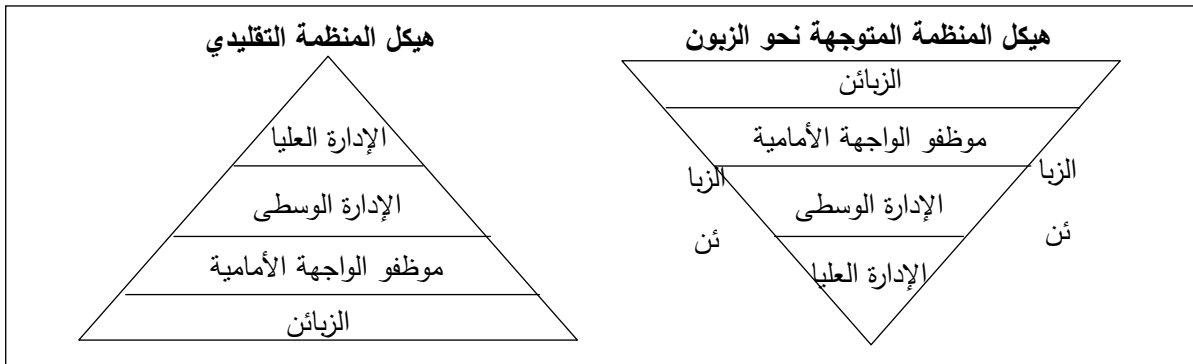 هيكل المنظمة المتوجهة نحو الزبون
الزبائن
موظفو الواجهة الأمامية
الزبا
ئن
الزبا
ئن
الإدارة الوسطى
الإدارة العليا
هيكل المنظمة التقليدي
الإدارة العليا
الإدارة الوسطى
موظفو الواجهة الأمامية
الزبائن